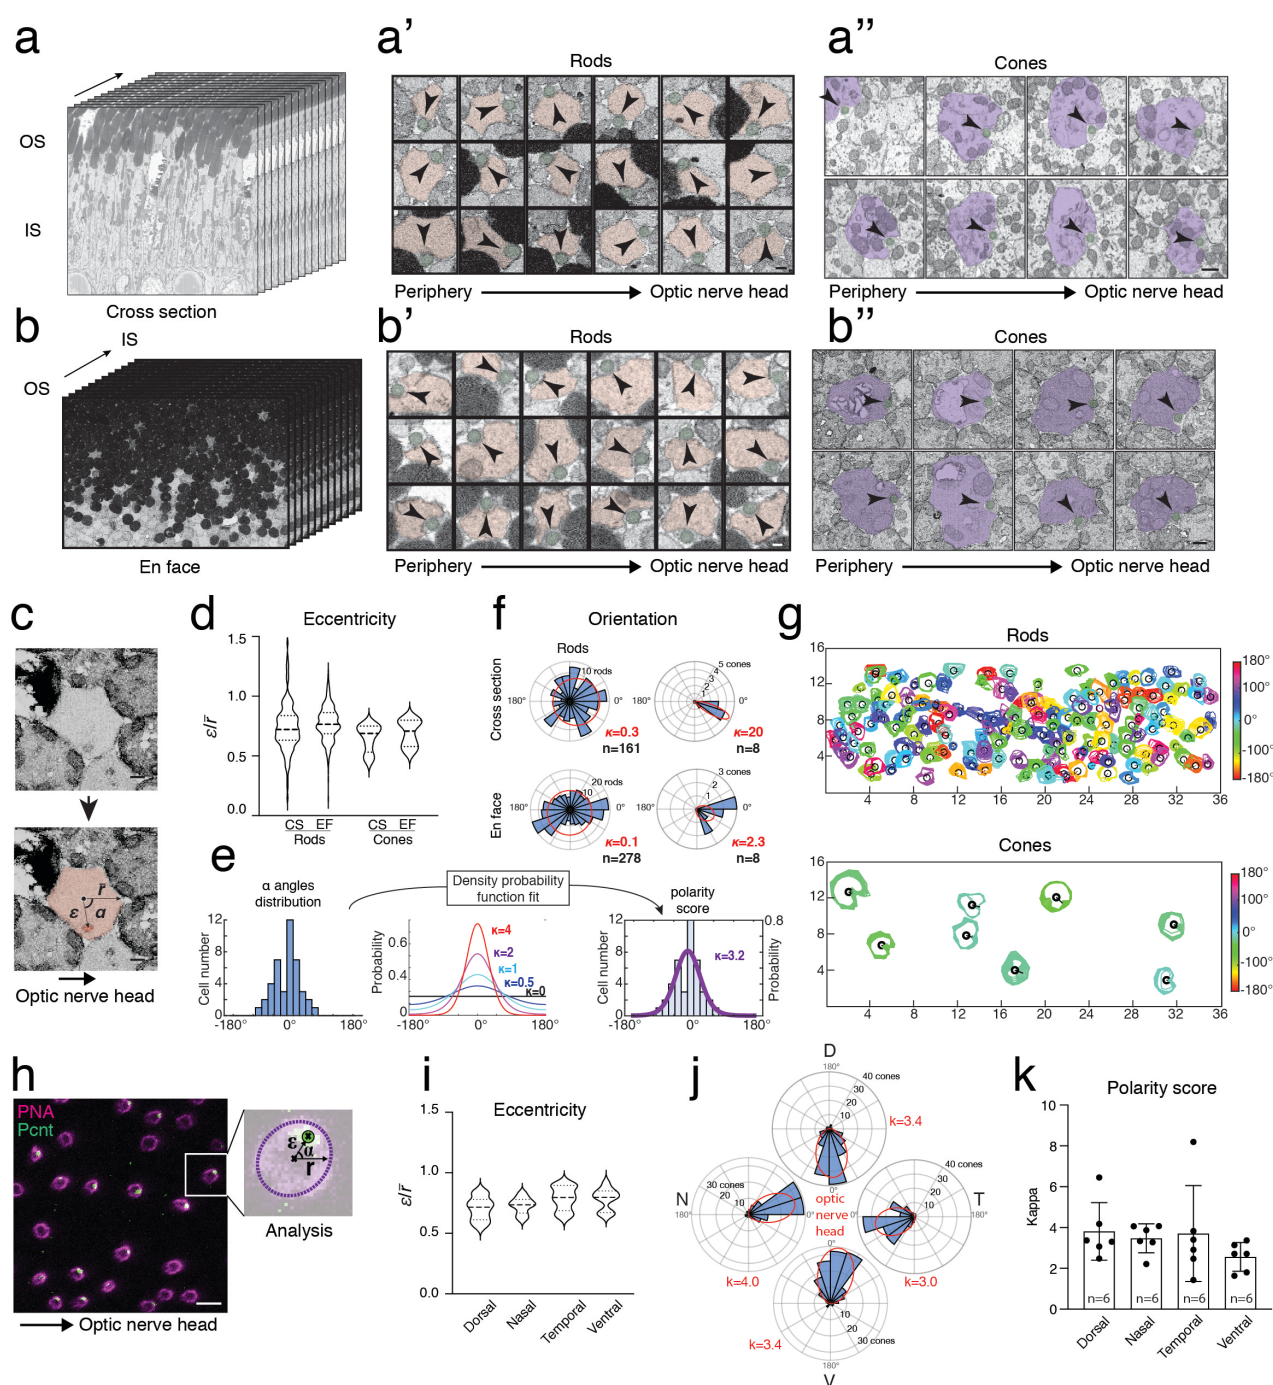 a
OS
IS
Cross section
a'
Rods
Periphery
Optic nerve head
a''
Cones
Periphery
Optic nerve head
b
IS
OS
En face
b'
Rods
Periphery
Optic nerve head
b''
Cones
Periphery
Optic nerve head
c
r̄
ε
α
Optic nerve head
d
Eccentricity
ε/r̄
1.5
1.0
0.5
0.0
CS EF CS EF
Rods Cones
e
α angles
distribution
Cell number
12
8
4
0
-180° 0° 180°
Density probability
function fit
Probability
0.6
0.4
0
κ=4
κ=2
κ=1
κ=0.5
κ=0
-180° 0° 180°
polarity
score
Cell number
12
8
4
0
κ=3.2
0.8
0
Probability
-180° 0° 180°
f
Orientation
Rods
Cross section
10 rods
180° 0°
κ=0.3
n=161
5 cones
4
3
2
1
180° 0°
κ=20
n=8
En face
20 rods
10
180° 0°
κ=0.1
n=278
3 cones
2
1
180° 0°
κ=2.3
n=8
g
Rods
16
12
8
4
4 8 12 16 20 24 28 32 36
180°
100°
0°
-100°
-180°
Cones
16
12
8
4
4 8 12 16 20 24 28 32 36
180°
100°
0°
-100°
-180°
h
PNA
Pcnt
ε
α
r
Analysis
Optic nerve head
i
Eccentricity
ε/r̄
1.5
1.0
0.5
0.0
Dorsal
Nasal
Temporal
Ventral
j
D
180°
40 cones
30
20
10
0°
k=3.4
N
180°
30 cones
20
10
0°
k=4.0
optic
nerve
head
T
180°
40 cones
30
20
10
0°
k=3.0
0°
10
20
30 cones
k=3.4
180°
V
k
Polarity score
Kappa
10
8
6
4
2
0
n=6 n=6 n=6 n=6
Dorsal
Nasal
Temporal
Ventral